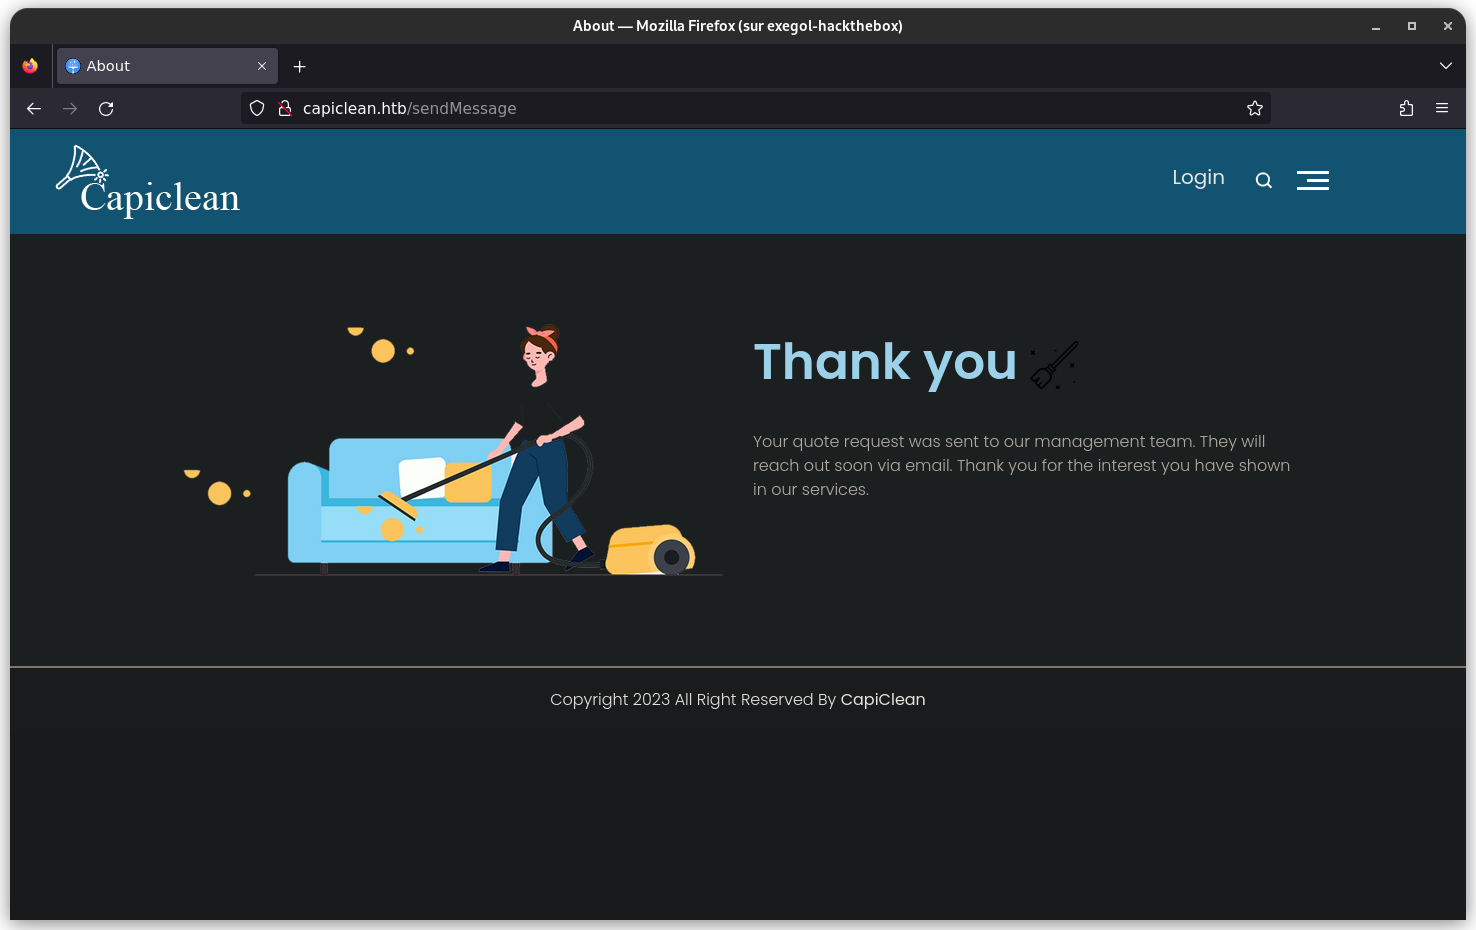 About — Mozilla Firefox (sur exegol-hackthebox)
About
capiclean.htb/sendMessage
Capiclean
Login
Thank you
Your quote request was sent to our management team. They will
reach out soon via email. Thank you for the interest you have shown
in our services.
Copyright 2023 All Right Reserved By CapiClean